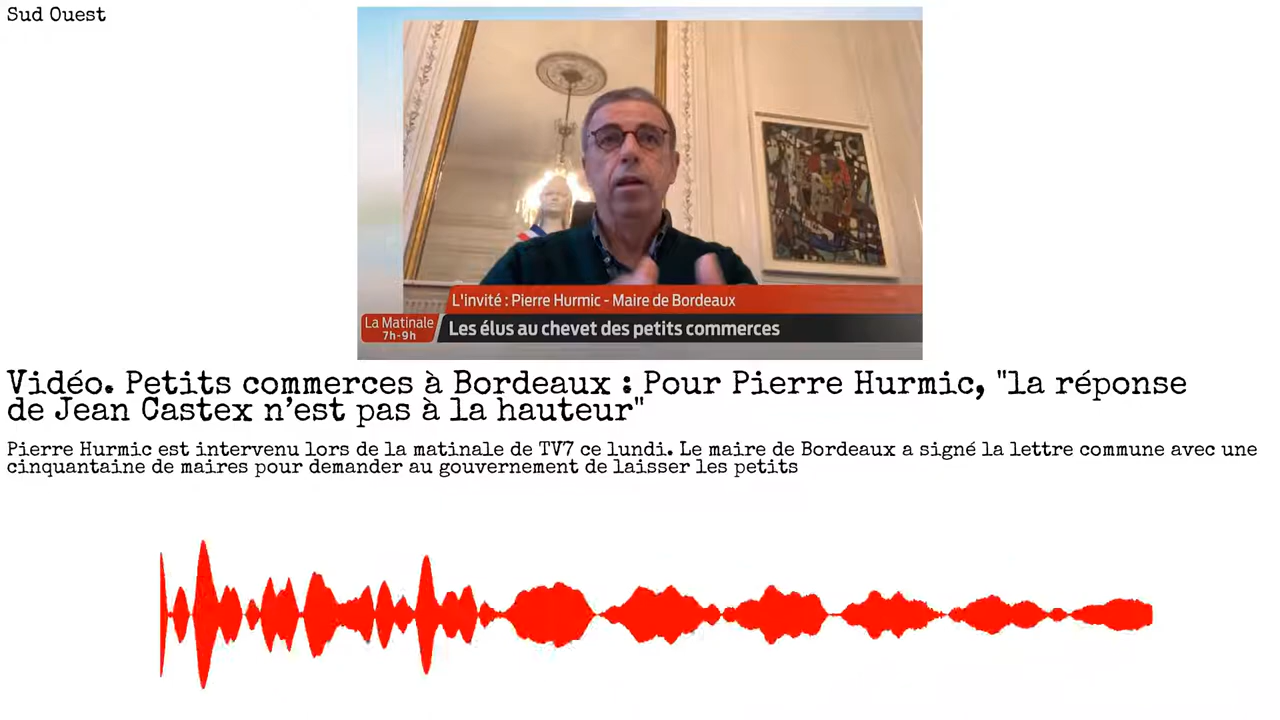 Sud Ouest
L'invité : Pierre Hurmic - Maire de Bordeaux
La Matinale
7h-9h
Les élus au chevet des petits commerces
Vidéo. Petits commerces à Bordeaux : Pour Pierre Hurmic, "la réponse
de Jean Castex n’est pas à la hauteur"
Pierre Hurmic est intervenu lors de la matinale de TV7 ce lundi. Le maire de Bordeaux a signé la lettre commune avec une
cinquantaine de maires pour demander au gouvernement de laisser les petits